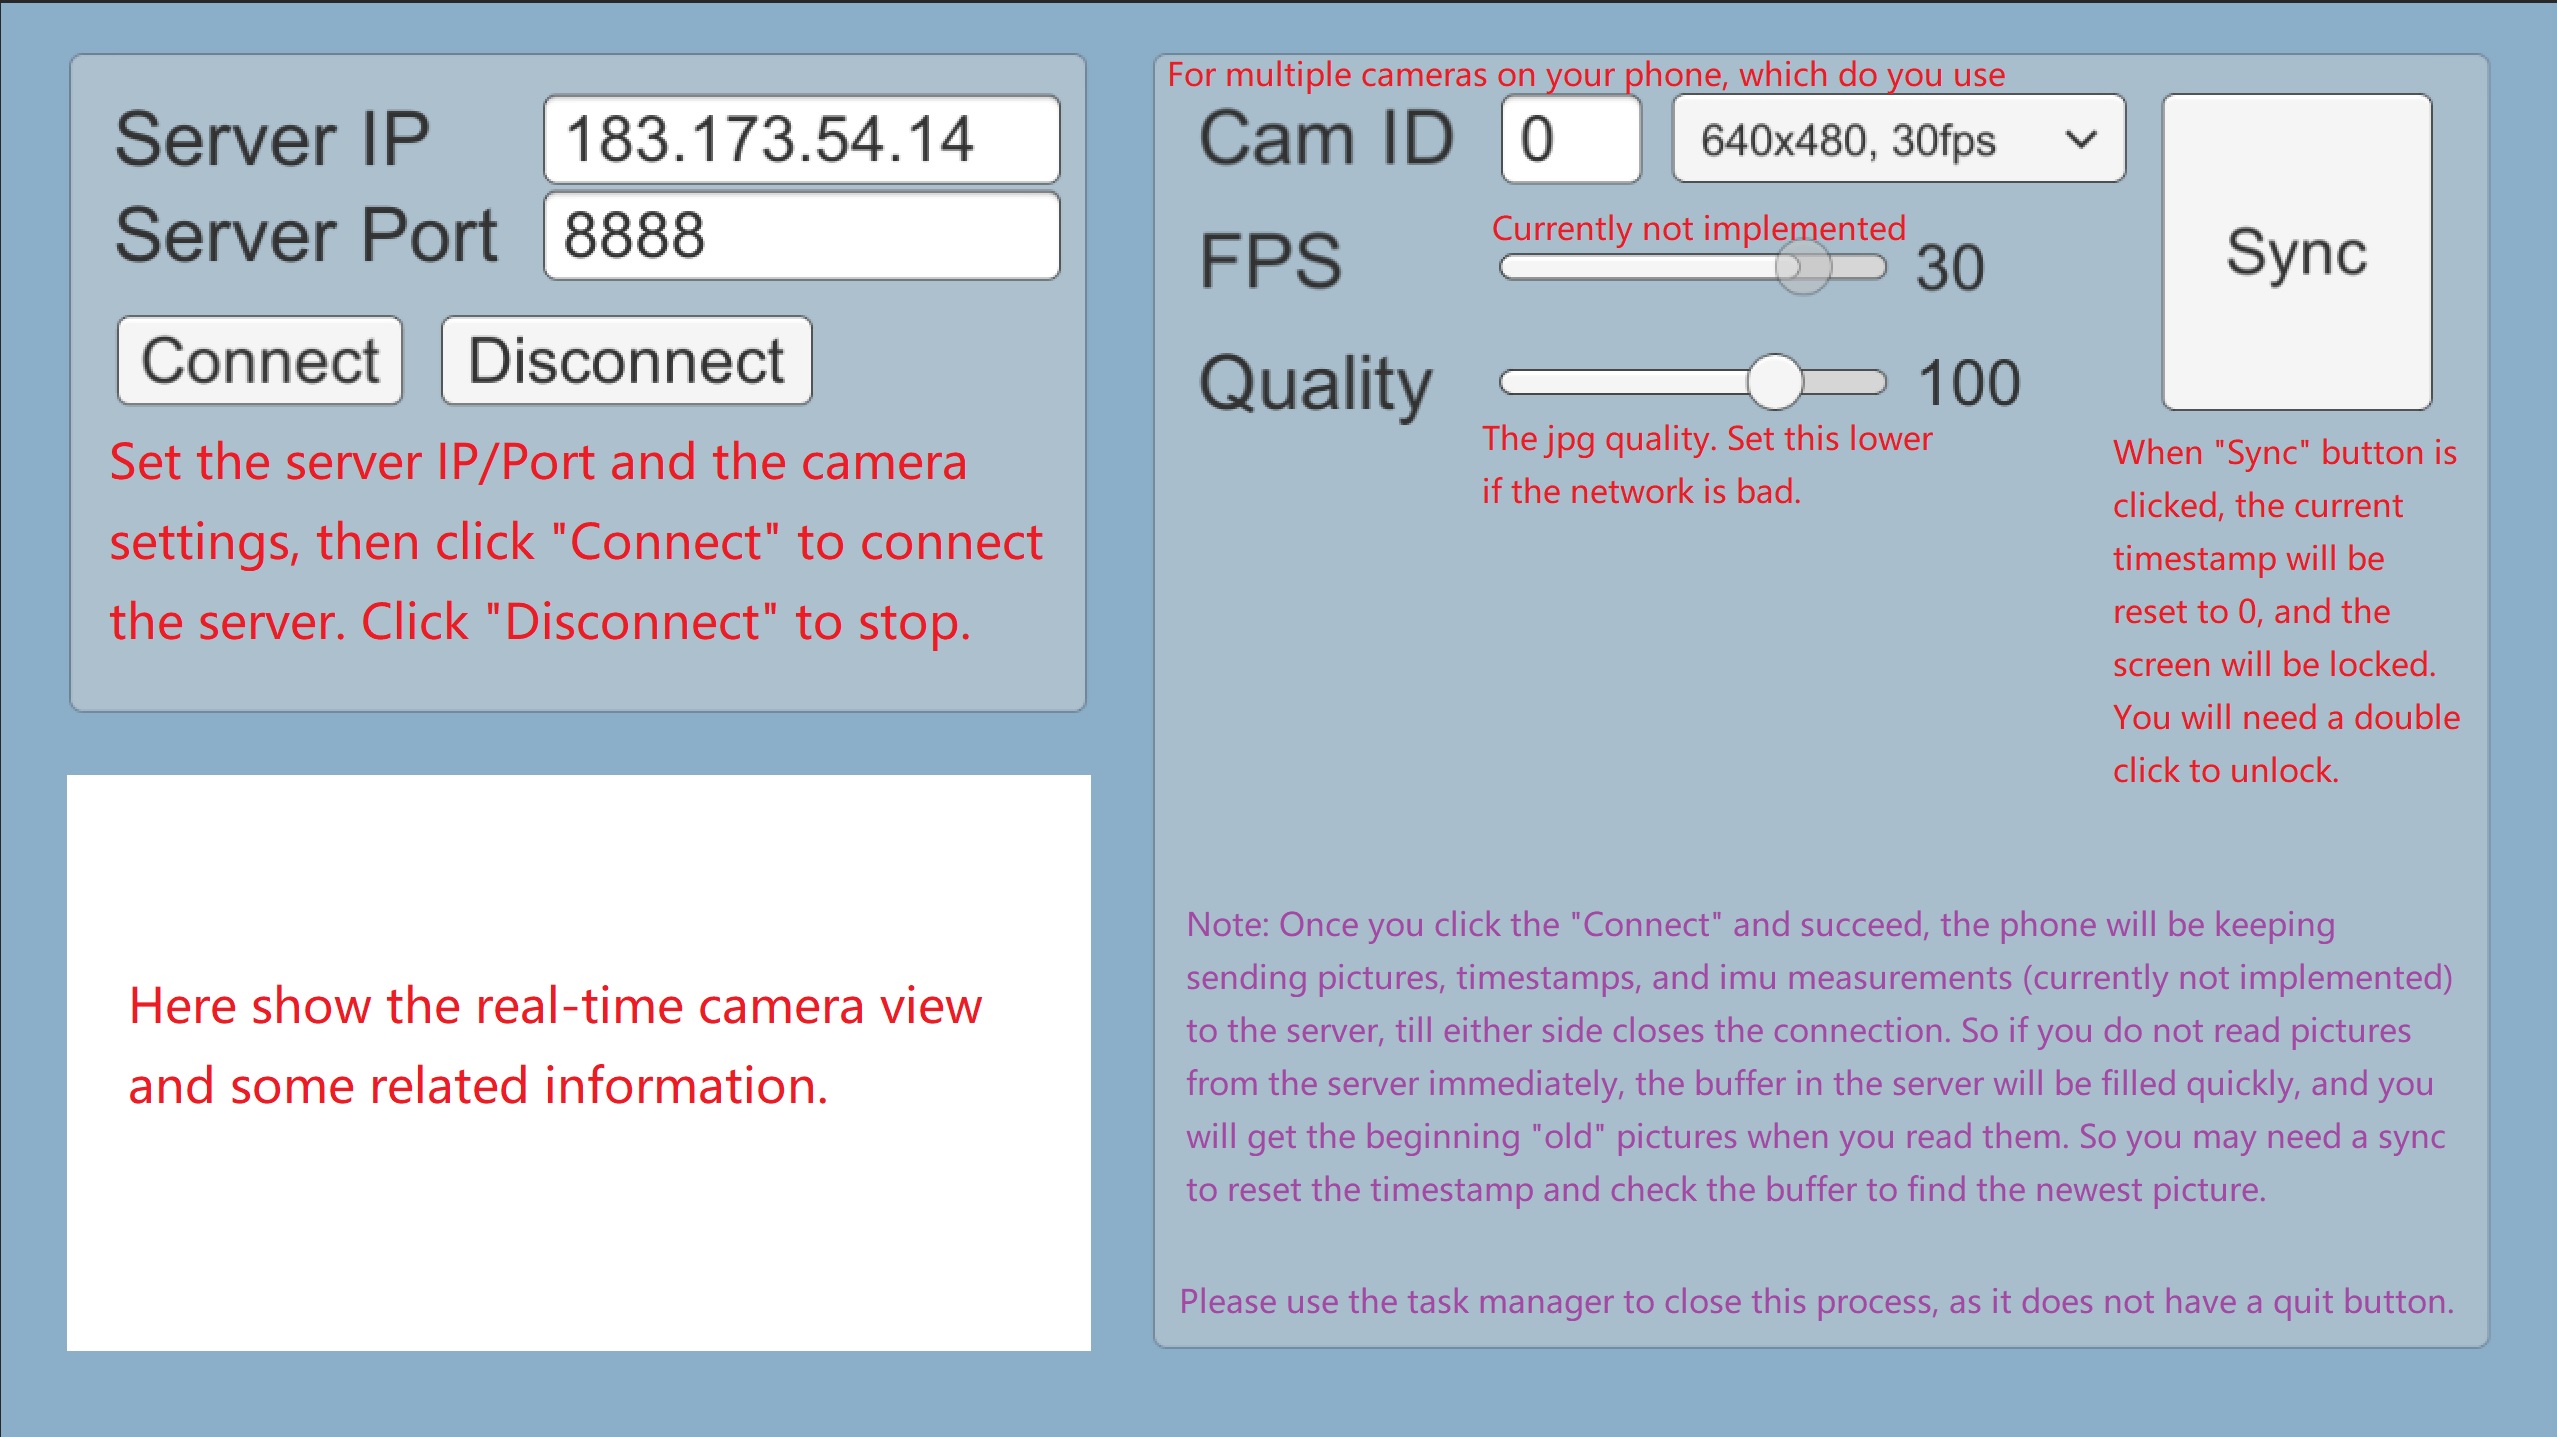 Server IP
183.173.54.14
Server Port
8888
Connect
Disconnect
Set the server IP/Port and the camera
settings, then click "Connect" to connect
the server. Click "Disconnect" to stop.
Here show the real-time camera view
and some related information.
For multiple cameras on your phone, which do you use
Cam ID
0
640x480, 30fps
Currently not implemented
FPS
30
Quality
100
The jpg quality. Set this lower
if the network is bad.
Sync
When "Sync" button is
clicked, the current
timestamp will be
reset to 0, and the
screen will be locked.
You will need a double
click to unlock.
Note: Once you click the "Connect" and succeed, the phone will be keeping
sending pictures, timestamps, and imu measurements (currently not implemented)
to the server, till either side closes the connection. So if you do not read pictures
from the server immediately, the buffer in the server will be filled quickly, and you
will get the beginning "old" pictures when you read them. So you may need a sync
to reset the timestamp and check the buffer to find the newest picture.
Please use the task manager to close this process, as it does not have a quit button.